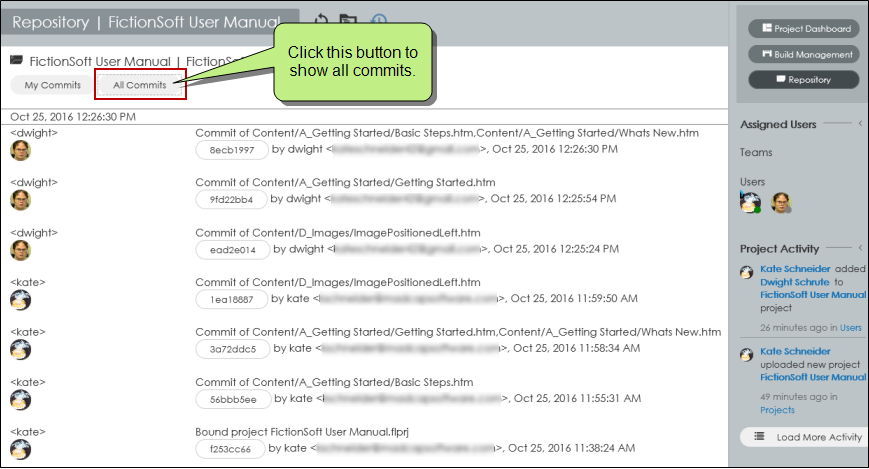 Repository | FictionSoft User Manual
Click this button to
show all commits.
FictionSoft User Manual | FictionSo
My Commits
All Commits
Oct 25, 2016 12:26:30 PM
<dwight>
Commit of Content/A_Getting Started/Basic Steps.htm,Content/A_Getting Started/Whats New.htm
8ecb1997 by dwight < >, Oct 25, 2016 12:26:30 PM
<dwight>
Commit of Content/A_Getting Started/Getting Started.htm
9fd22bb4 by dwight < >, Oct 25, 2016 12:25:54 PM
<dwight>
Commit of Content/D_Images/ImagePositionedLeft.htm
ead2e014 by dwight < >, Oct 25, 2016 12:25:24 PM
<kate>
Commit of Content/D_Images/ImagePositionedLeft.htm
1ea18887 by kate < >, Oct 25, 2016 11:59:50 AM
<kate>
Commit of Content/A_Getting Started/Getting Started.htm,Content/A_Getting Started/Whats New.htm
3a72ddc5 by kate < >, Oct 25, 2016 11:58:34 AM
<kate>
Commit of Content/A_Getting Started/Basic Steps.htm
56bbb5ee by kate < >, Oct 25, 2016 11:55:31 AM
<kate>
Bound project FictionSoft User Manual.flprj
f253cc66 by kate < >, Oct 25, 2016 11:38:24 AM
Project Dashboard
Build Management
Repository
Assigned Users
Teams
Users
Project Activity
Kate Schneider added
Dwight Schrute to
FictionSoft User Manual
project
26 minutes ago in Users
Kate Schneider
uploaded new project
FictionSoft User Manual
49 minutes ago in
Projects
Load More Activity